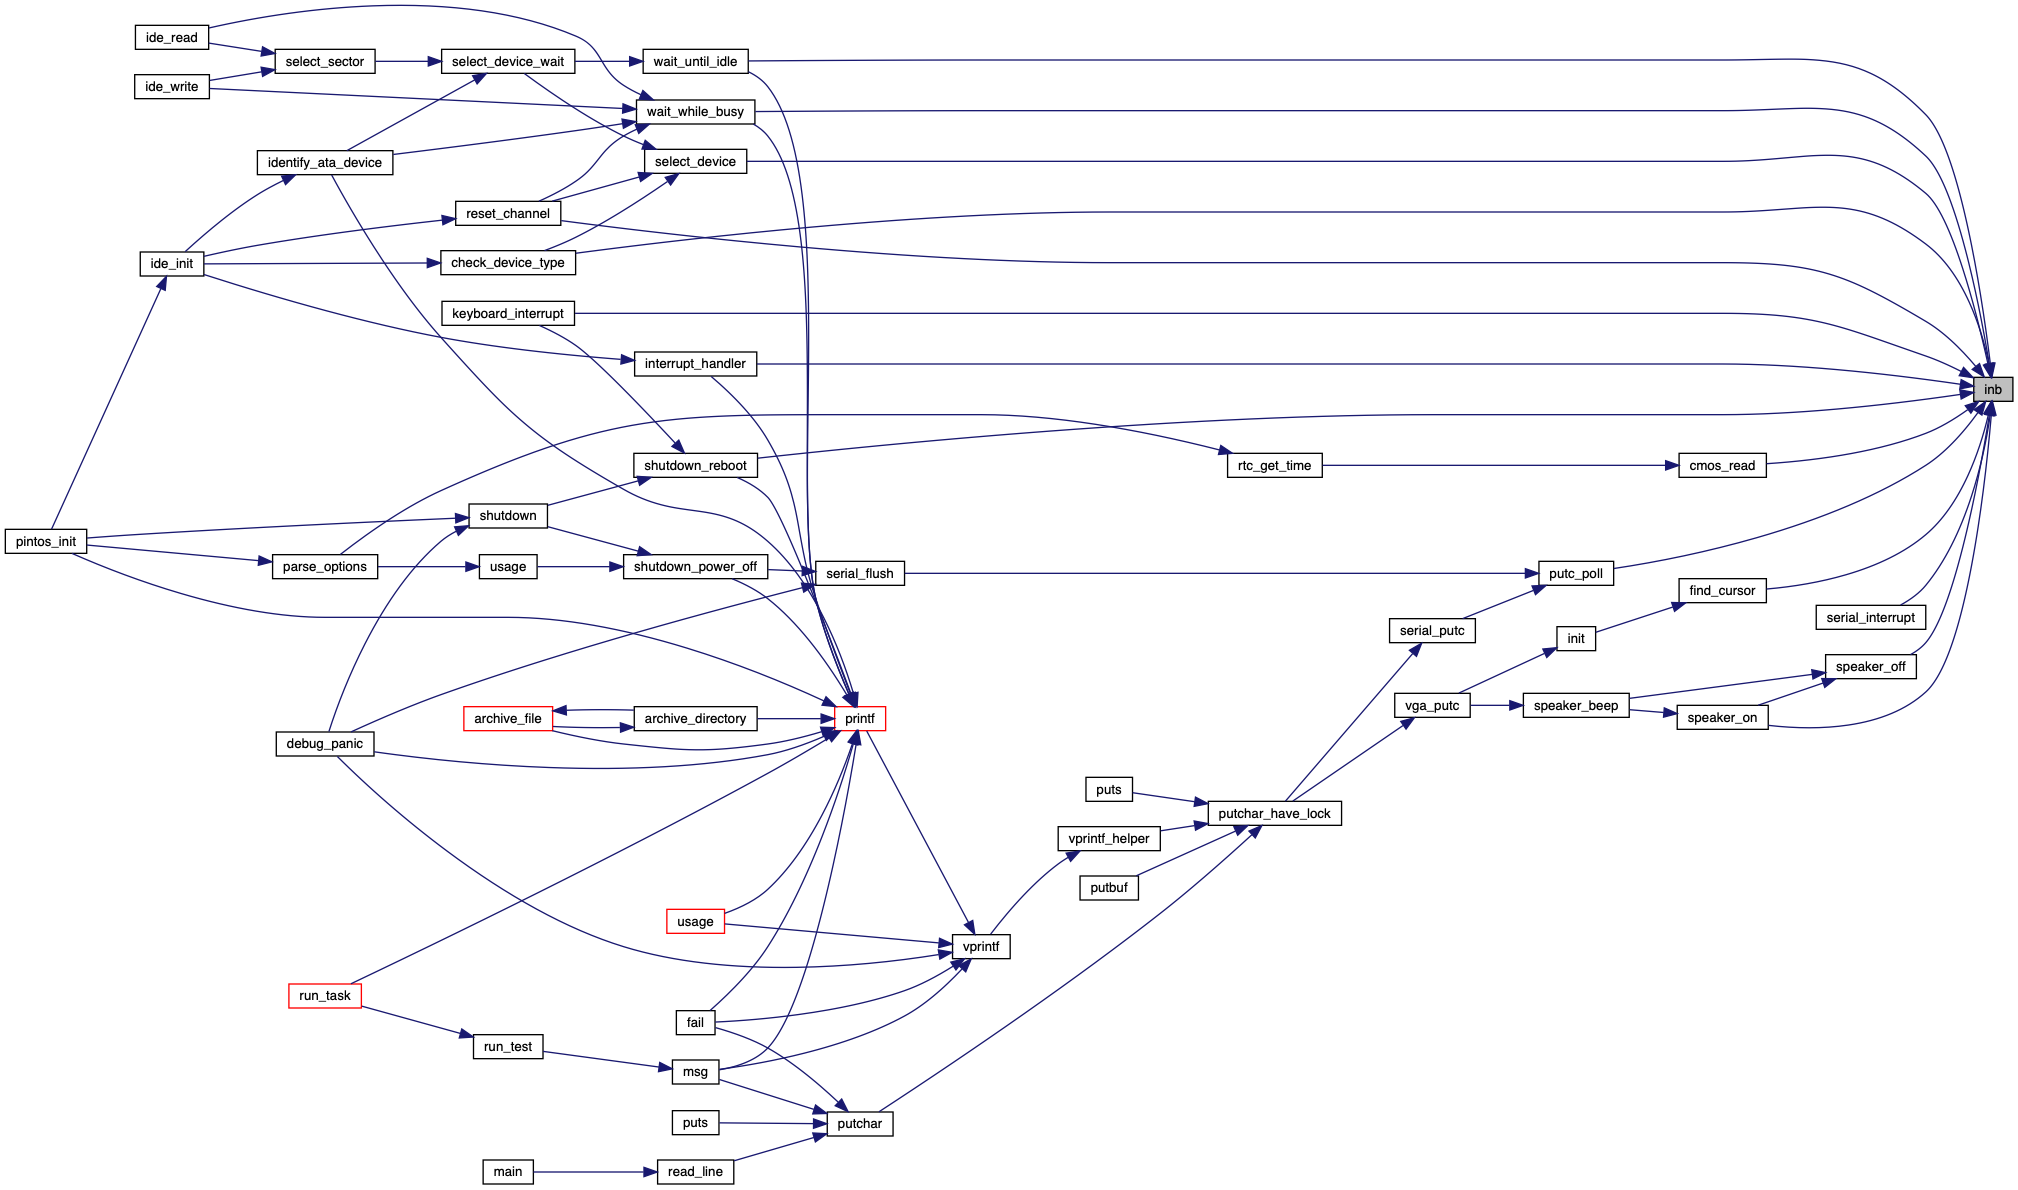 ide_read
select_sector
select_device_wait
wait_until_idle
ide_write
wait_while_busy
identify_ata_device
select_device
reset_channel
ide_init
check_device_type
keyboard_interrupt
interrupt_handler
inb
shutdown_reboot
rtc_get_time
cmos_read
shutdown
pintos_init
parse_options
usage
shutdown_power_off
serial_flush
putc_poll
find_cursor
serial_interrupt
serial_putc
init
speaker_off
archive_file
archive_directory
printf
vga_putc
speaker_beep
speaker_on
debug_panic
puts
putchar_have_lock
vprintf_helper
putbuf
usage
vprintf
run_task
fail
run_test
msg
puts
putchar
main
read_line